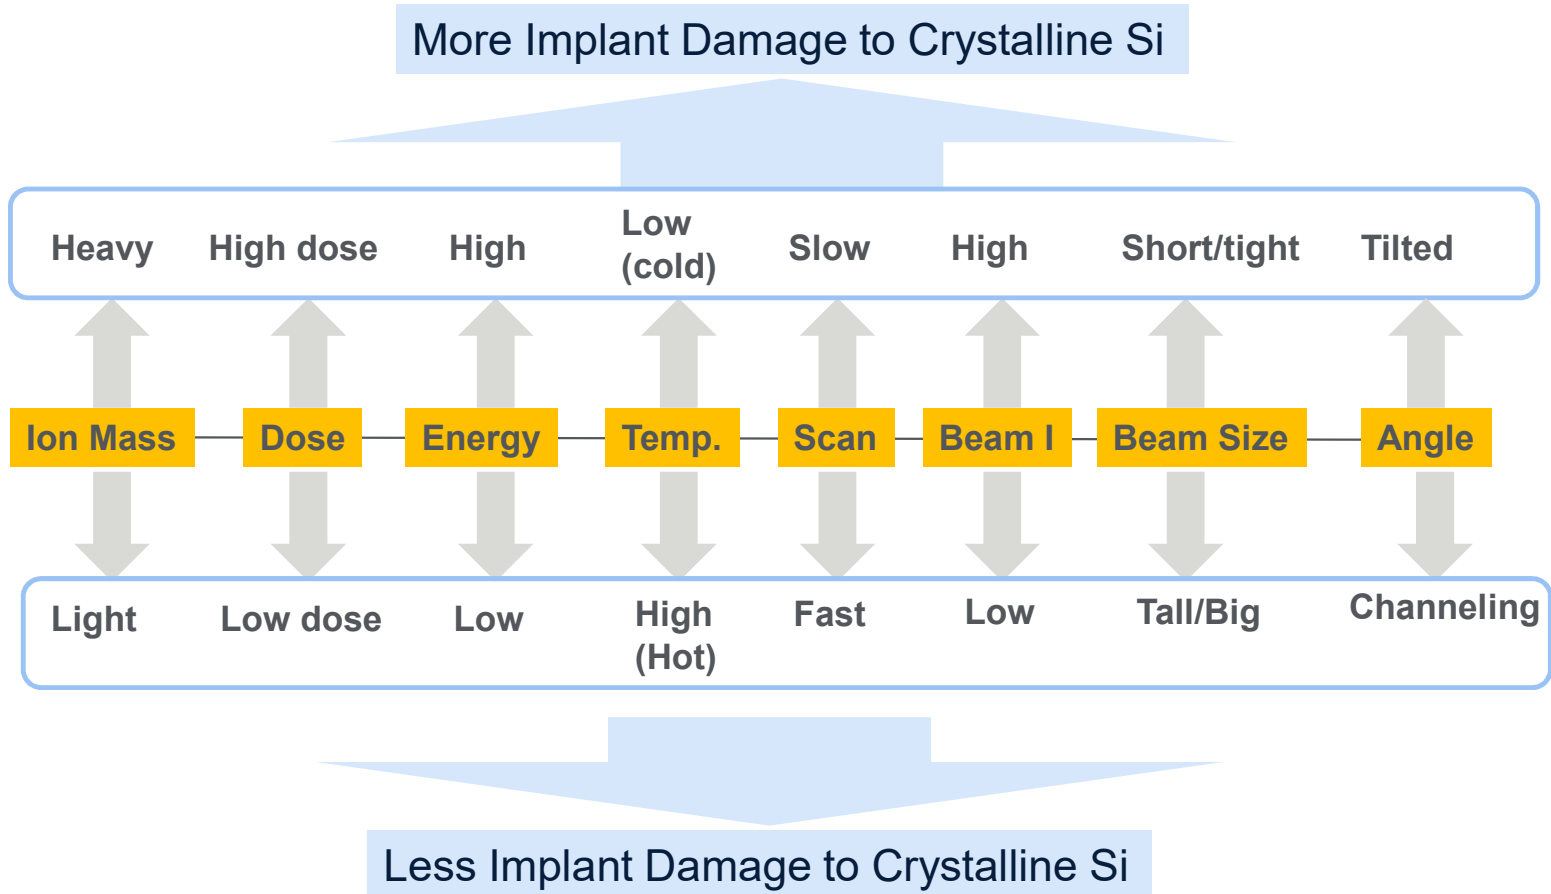 More Implant Damage to Crystalline Si
Heavy
High dose
High
Low
(cold)
Slow
High
Short/tight
Tilted
Ion Mass
Dose
Energy
Temp.
Scan
Beam I
Beam Size
Angle
Light
Low dose
Low
High
(Hot)
Fast
Low
Tall/Big
Channeling
Less Implant Damage to Crystalline Si